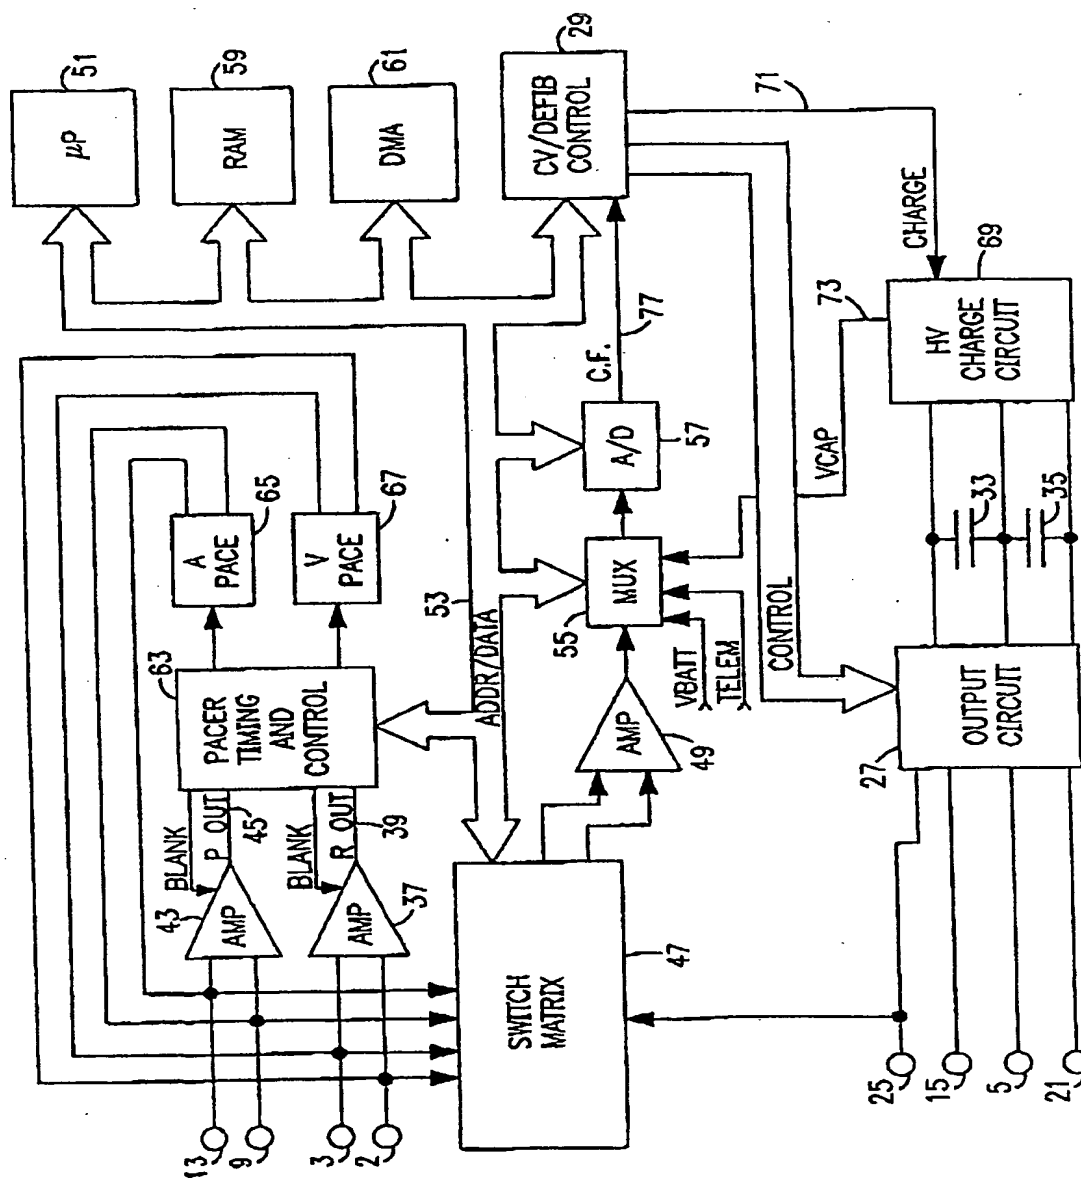 51
μP
59
RAM
61
DMA
29
CV/DEFIB
CONTROL
71
CHARGE
69
HV
CHARGE
CIRCUIT
73
VCAP
77
C.F.
A/D
57
65
A
PACE
67
V
PACE
53
ADDR/DATA
MUX
55
VBATT
TELEM
CONTROL
33
35
63
PACER
TIMING
AND
CONTROL
BLANK
P OUT
45
BLANK
R OUT
39
43
AMP
37
AMP
AMP
49
OUTPUT
CIRCUIT
27
SWITCH
MATRIX
47
13
9
3
2
25
15
5
21